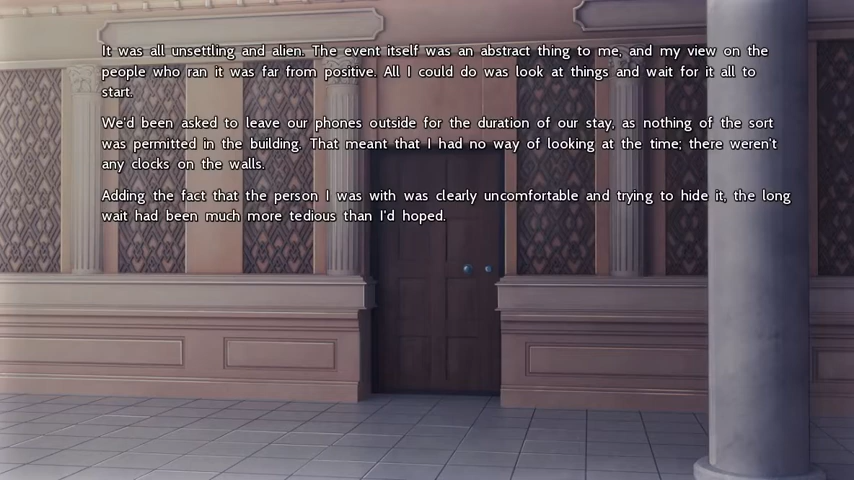 It was all unsettling and alien. The event itself was an abstract thing to me, and my view on the
people who ran it was far from positive. All I could do was look at things and wait for it all to
start.
We'd been asked to leave our phones outside for the duration of our stay, as nothing of the sort
was permitted in the building. That meant that I had no way of looking at the time; there weren't
any clocks on the walls.
Adding the fact that the person I was with was clearly uncomfortable and trying to hide it, the long
wait had been much more tedious than I'd hoped.